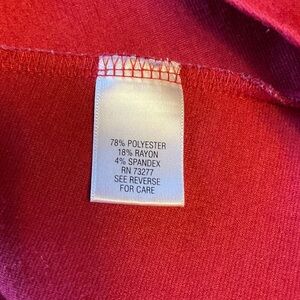 78% POLYESTER
18% RAYON
4% SPANDEX
RN 73277
SEE REVERSE
FOR CARE